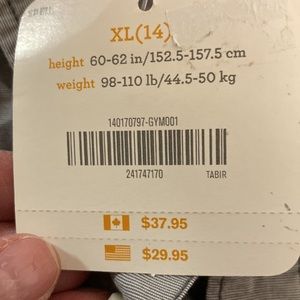 XL(14)
height 60-62 in/152.5-157.5 cm
weight 98-110 lb/44.5-50 kg
140170797-GYM001
241747170 TABIR
$37.95
$29.95